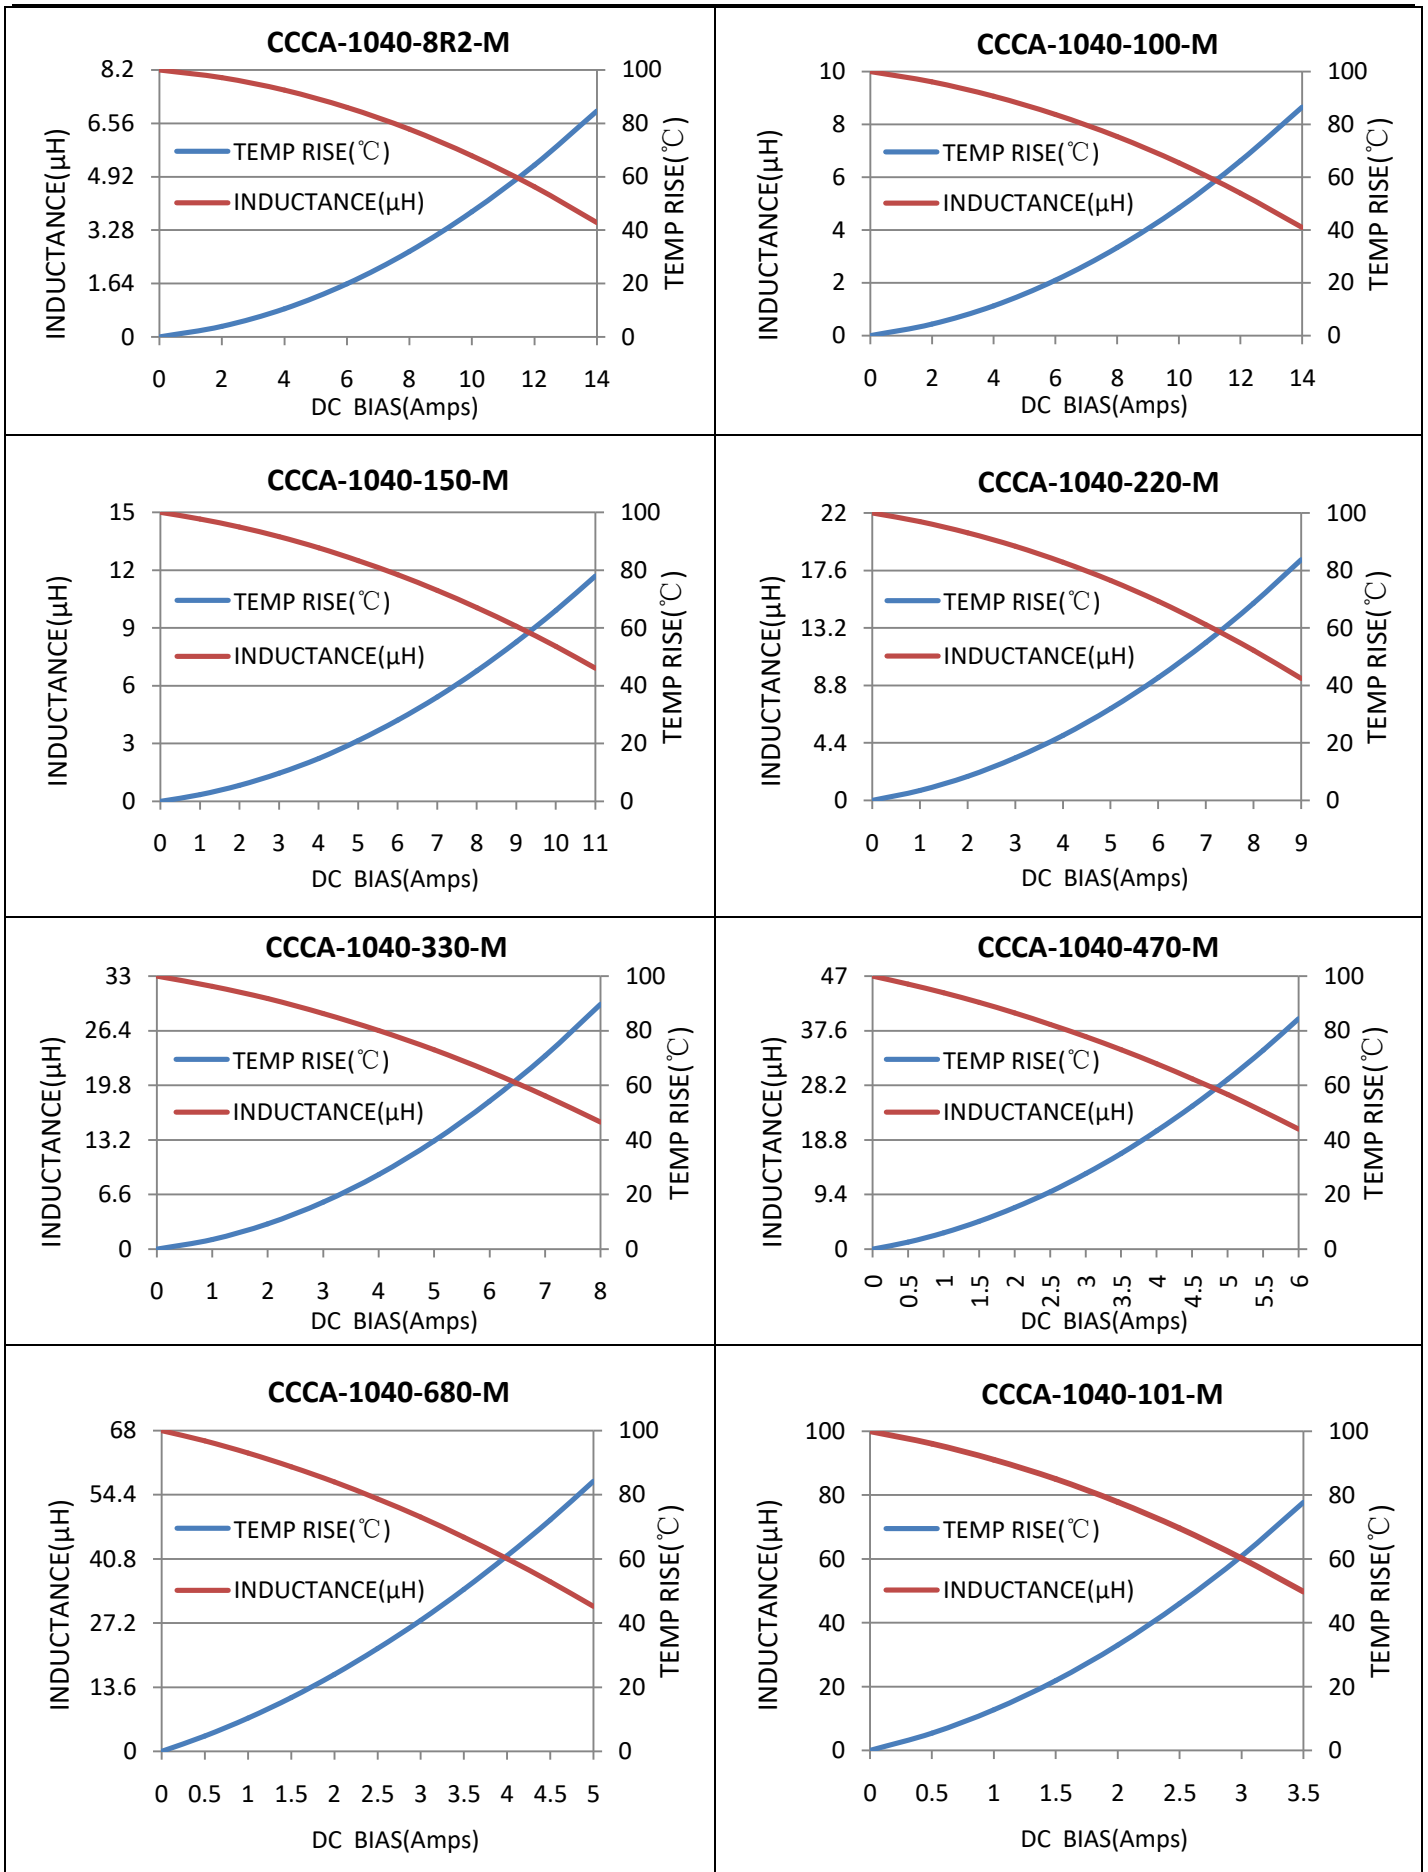 CCCA-1040-8R2-M
INDUCTANCE(µH)
8.2
6.56
4.92
3.28
1.64
0
TEMP RISE(℃)
INDUCTANCE(µH)
100
80
60
40
20
0
TEMP RISE(℃)
0 2 4 6 8 10 12 14
DC BIAS(Amps)
CCCA-1040-100-M
INDUCTANCE(µH)
10
8
6
4
2
0
TEMP RISE(℃)
INDUCTANCE(µH)
100
80
60
40
20
0
TEMP RISE(℃)
0 2 4 6 8 10 12 14
DC BIAS(Amps)
CCCA-1040-150-M
INDUCTANCE(µH)
15
12
9
6
3
0
TEMP RISE(℃)
INDUCTANCE(µH)
100
80
60
40
20
0
TEMP RISE(℃)
0 1 2 3 4 5 6 7 8 9 10 11
DC BIAS(Amps)
CCCA-1040-220-M
INDUCTANCE(µH)
22
17.6
13.2
8.8
4.4
0
TEMP RISE(℃)
INDUCTANCE(µH)
100
80
60
40
20
0
TEMP RISE(℃)
0 1 2 3 4 5 6 7 8 9
DC BIAS(Amps)
CCCA-1040-330-M
INDUCTANCE(µH)
33
26.4
19.8
13.2
6.6
0
TEMP RISE(℃)
INDUCTANCE(µH)
100
80
60
40
20
0
TEMP RISE(℃)
0 1 2 3 4 5 6 7 8
DC BIAS(Amps)
CCCA-1040-470-M
INDUCTANCE(µH)
47
37.6
28.2
18.8
9.4
0
TEMP RISE(℃)
INDUCTANCE(µH)
100
80
60
40
20
0
TEMP RISE(℃)
0 0.5 1 1.5 2 2.5 3 3.5 4 4.5 5 5.5 6
DC BIAS(Amps)
CCCA-1040-680-M
INDUCTANCE(µH)
68
54.4
40.8
27.2
13.6
0
TEMP RISE(℃)
INDUCTANCE(µH)
100
80
60
40
20
0
TEMP RISE(℃)
0 0.5 1 1.5 2 2.5 3 3.5 4 4.5 5
DC BIAS(Amps)
CCCA-1040-101-M
INDUCTANCE(µH)
100
80
60
40
20
0
TEMP RISE(℃)
INDUCTANCE(µH)
100
80
60
40
20
0
TEMP RISE(℃)
0 0.5 1 1.5 2 2.5 3 3.5
DC BIAS(Amps)